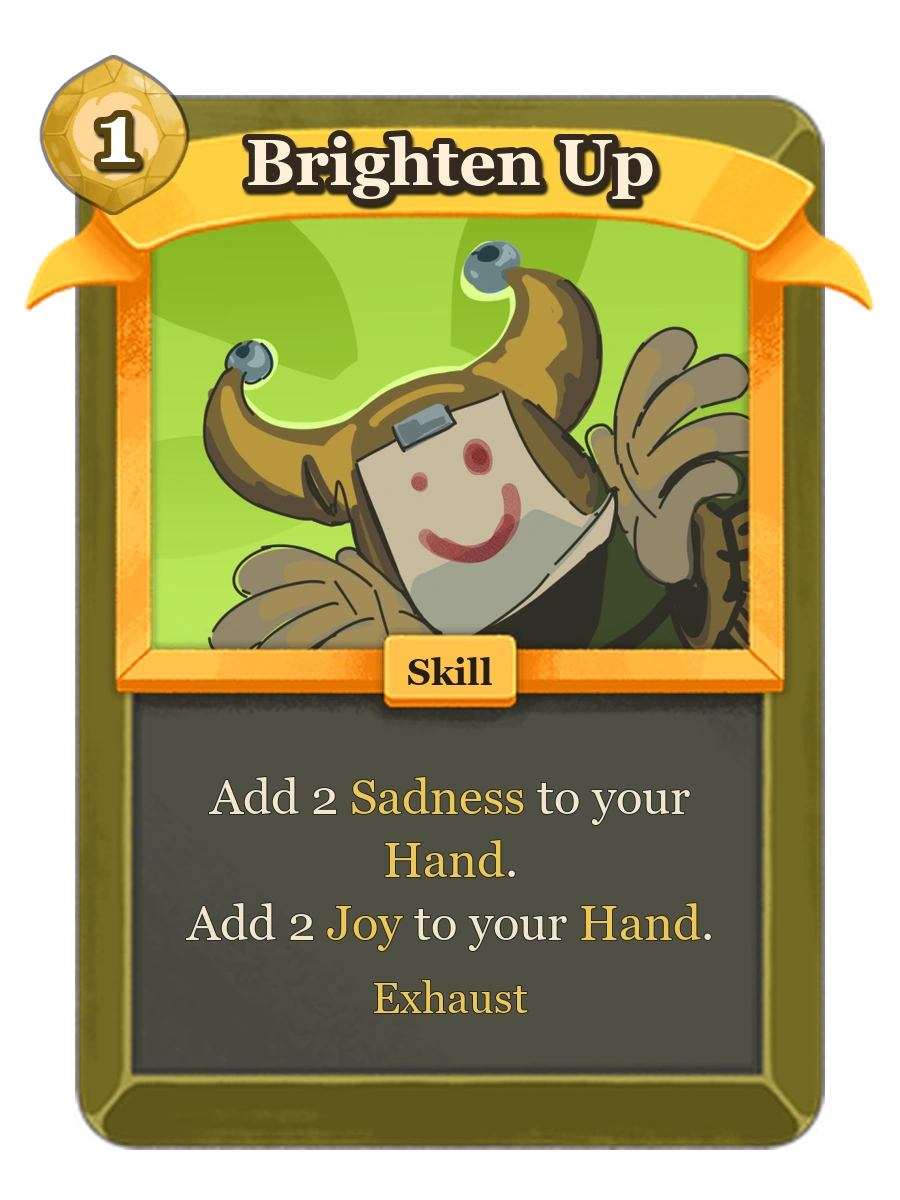 1
Brighten Up
Skill
Add 2 Sadness to your
Hand.
Add 2 Joy to your Hand.
Exhaust